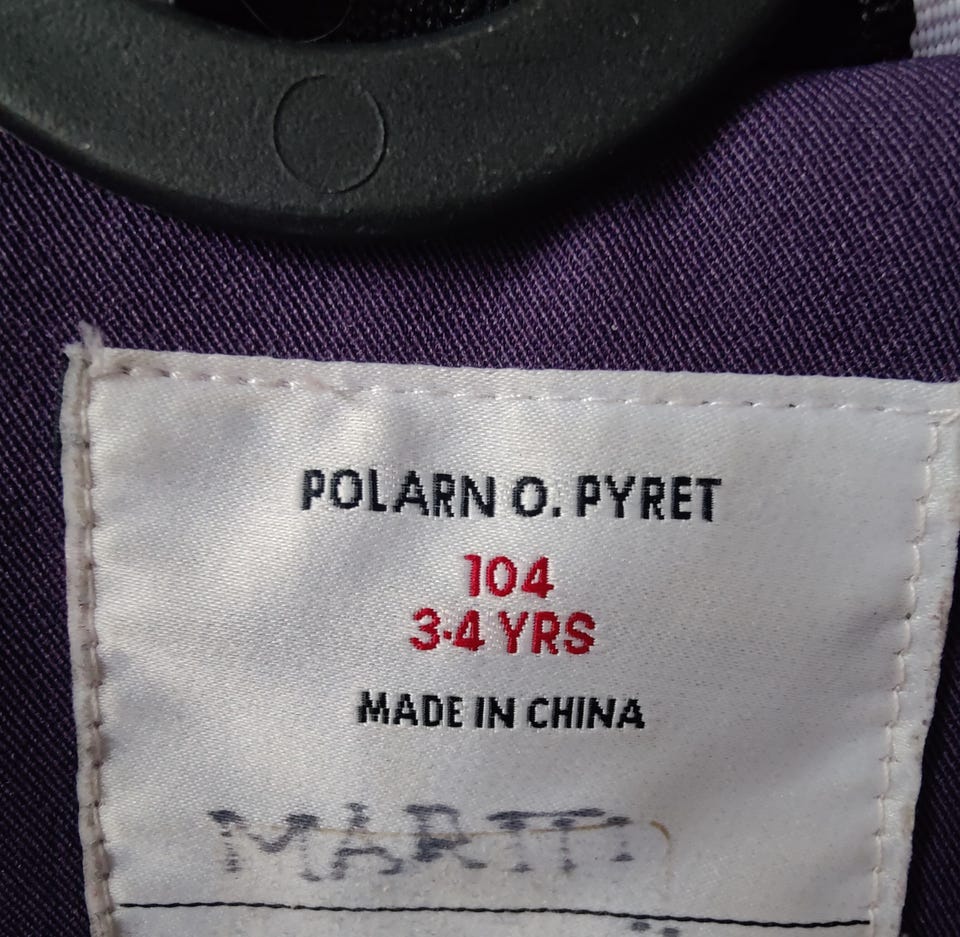 POLARN O. PYRET
104
3-4 YRS
MADE IN CHINA